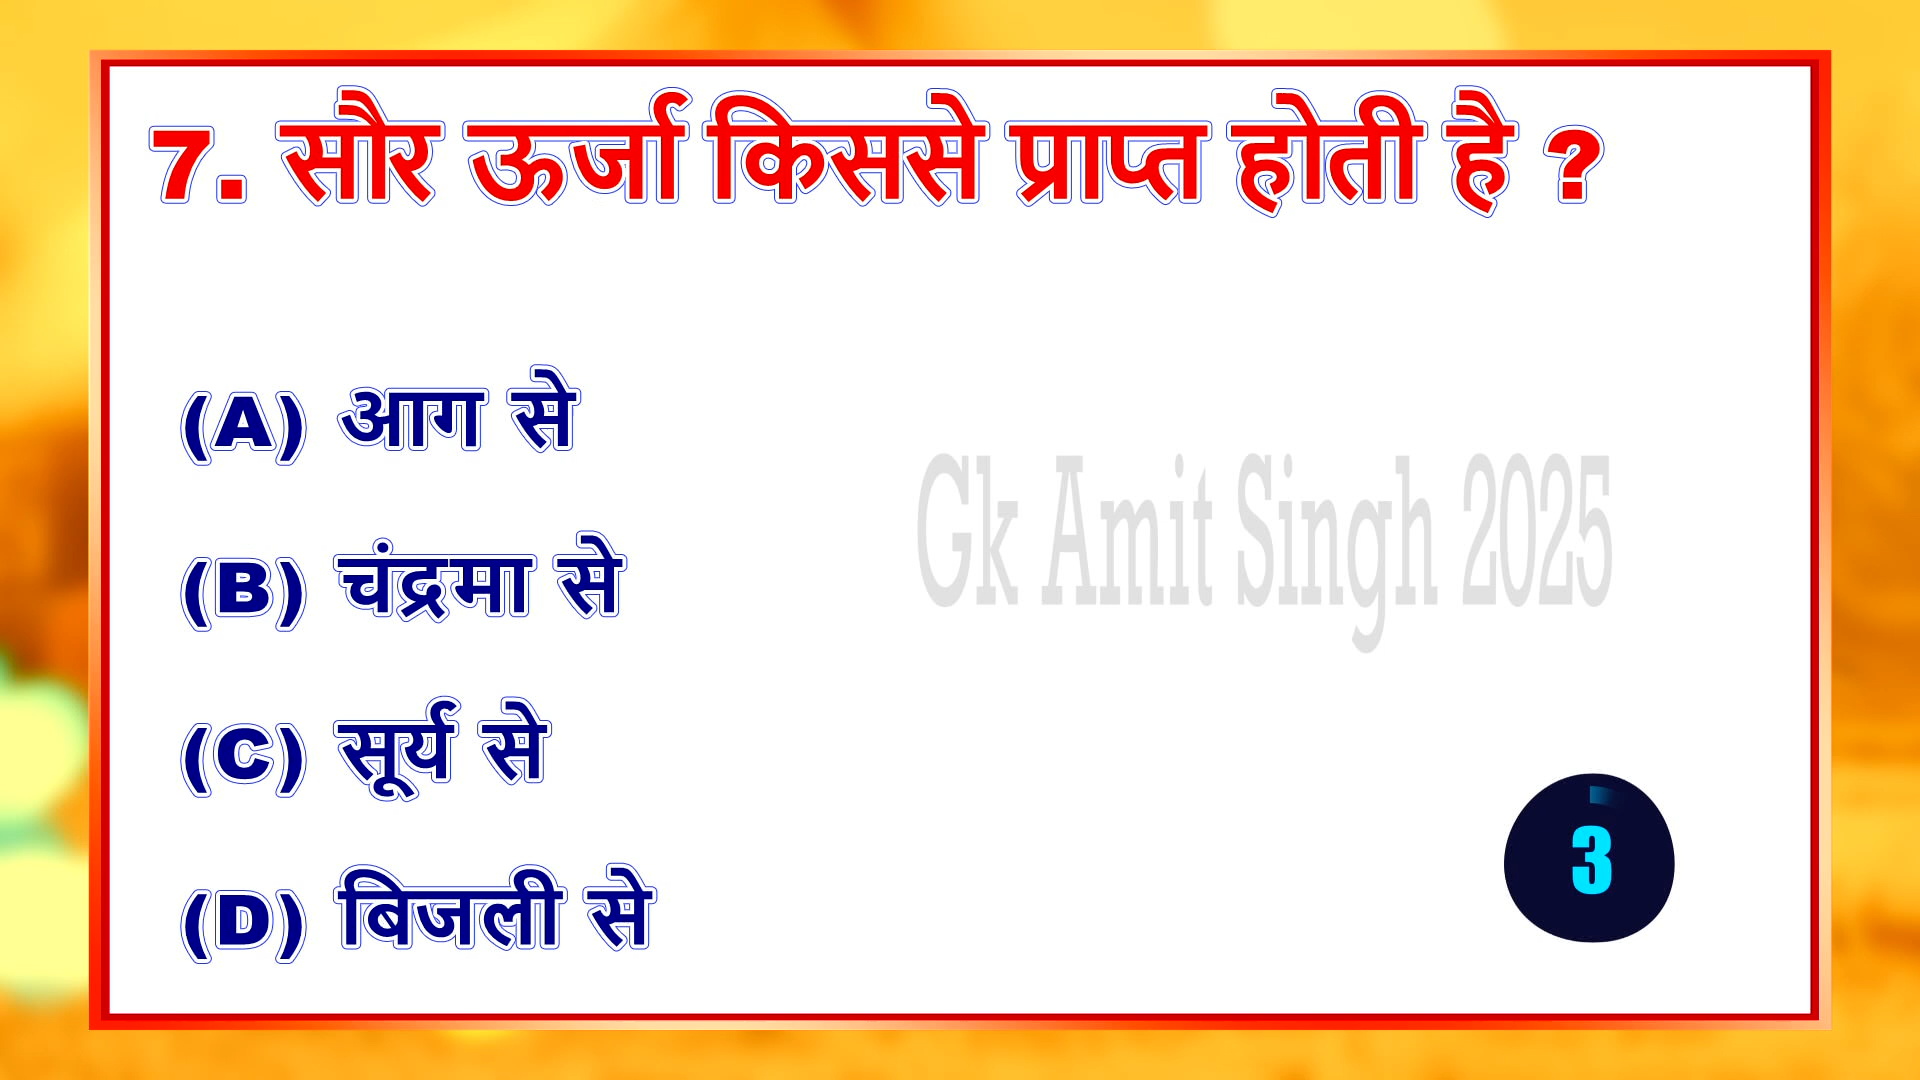 7. सौर ऊर्जा किससे प्राप्त होती है ?
(A) आग से
Gk Amit Singh 2025
(B) चंद्रमा से
(C) सूर्य से
3
(D) बिजली से